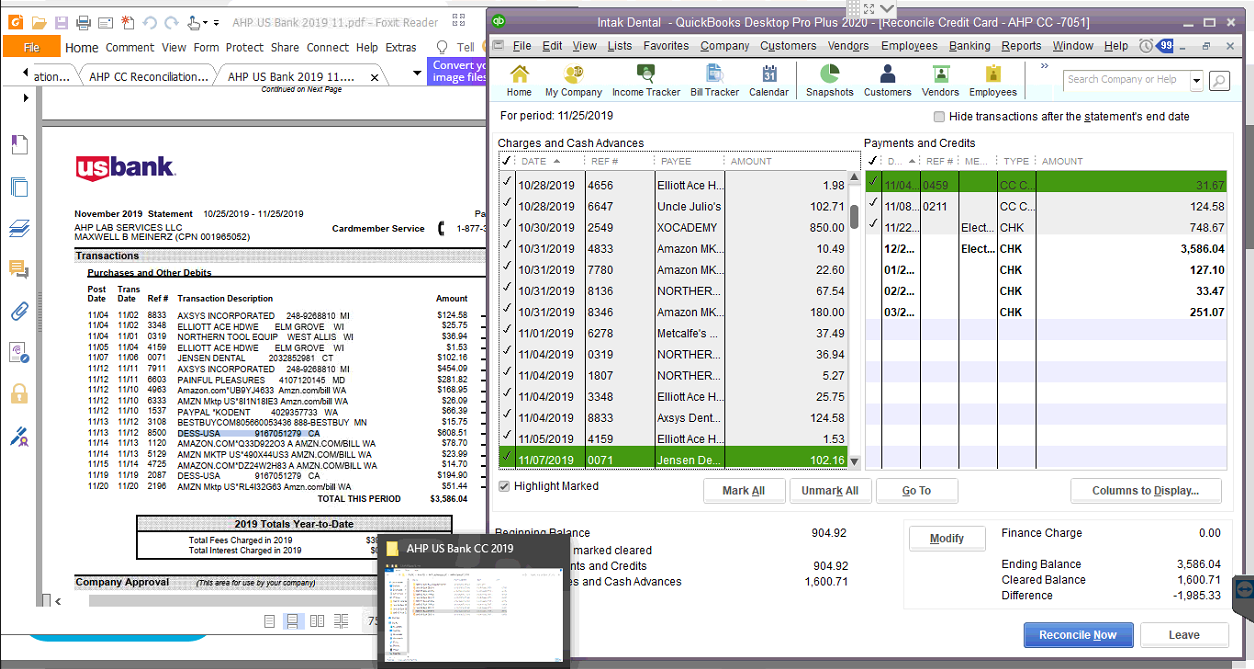 AHP US Bank 2019 11.pdf - Foxit Reader
File Home Comment View Form Protect Share Connect Help Extras Tell
ation... AHP CC Reconciliation... AHP US Bank 2019 11....
Convert yo
image files
Continued on Next Page
usbank.
November 2019 Statement 10/25/2019 - 11/25/2019 Pa
AHP LAB SERVICES LLC
MAXWELL B MEINERZ (CPN 001965052)
Cardmember Service 1-877-3
Transactions
Purchases and Other Debits
Post Date Trans Date Ref # Transaction Description Amount
11/04 11/02 8833 AXSYS INCORPORATED 248-9268810 MI $124.58
11/04 11/02 3348 ELLIOTT ACE HDWE ELM GROVE WI $25.75
11/04 11/01 0319 NORTHERN TOOL EQUIP WEST ALLIS WI $36.94
11/05 11/04 4159 ELLIOTT ACE HDWE ELM GROVE WI $1.53
11/07 11/06 0071 JENSEN DENTAL 2032852981 CT $102.16
11/12 11/11 7911 AXSYS INCORPORATED 248-9268810 MI $454.09
11/12 11/11 6603 PAINFUL PLEASURES 4107120145 MD $281.82
11/12 11/10 4963 Amazon.com*UB9YJ4633 Amzn.com/bill WA $168.95
11/12 11/10 6333 AMZN Mktp US*8I1N18IE3 Amzn.com/bill WA $26.09
11/12 11/10 1537 PAYPAL *KODENT 4029357733 WA $66.39
11/13 11/12 3108 BESTBUYCOM805660053436 888-BESTBUY MN $15.75
11/13 11/12 8500 DESS-USA 9167051279 CA $608.51
11/14 11/13 1120 AMAZON.COM*Q33D922O3 A AMZN.COM/BILL WA $78.70
11/14 11/13 5129 AMZN MKTP US*490X44US3 AMZN.COM/BILL WA $23.99
11/15 11/14 4725 AMAZON.COM*DZ24W2H83 A AMZN.COM/BILL WA $14.70
11/19 11/19 2087 DESS-USA 9167051279 CA $194.90
11/20 11/20 2196 AMZN Mktp US*RL4I32G63 Amzn.com/bill WA $51.44
TOTAL THIS PERIOD $3,586.04
2019 Totals Year-to-Date
Total Fees Charged in 2019
Total Interest Charged in 2019
Company Approval (This area for use by your company)
AHP US Bank CC 2019
Intak Dental - QuickBooks Desktop Pro Plus 2020 - [Reconcile Credit Card - AHP CC -7051]
File Edit View Lists Favorites Company Customers Vendors Employees Banking Reports Window Help 99
Home My Company Income Tracker Bill Tracker Calendar Snapshots Customers Vendors Employees
Search Company or Help
For period: 11/25/2019
Hide transactions after the statement's end date
Charges and Cash Advances
DATE REF # PAYEE AMOUNT
10/28/2019 4656 Elliott Ace H... 1.98
10/28/2019 6647 Uncle Julio's 102.71
10/30/2019 2549 XOCADEMY 850.00
10/31/2019 4833 Amazon MK... 10.49
10/31/2019 7780 Amazon MK... 22.60
10/31/2019 8136 NORTHER... 67.54
10/31/2019 8346 Amazon MK... 180.00
11/01/2019 6278 Metcalfe's ... 37.49
11/04/2019 0319 NORTHER... 36.94
11/04/2019 1807 NORTHER... 5.27
11/04/2019 3348 Elliott Ace H... 25.75
11/04/2019 8833 Axsys Dent... 124.58
11/05/2019 4159 Elliott Ace H... 1.53
11/07/2019 0071 Jensen De... 102.16
Payments and Credits
D... REF # ME... TYPE AMOUNT
11/04... 0459 CC C... 31.67
11/08... 0211 CC C... 124.58
11/22... Elect... CHK 748.67
12/2... Elect... CHK 3,586.04
01/2... CHK 127.10
02/2... CHK 33.47
03/2... CHK 251.07
Highlight Marked
Mark All Unmark All Go To Columns to Display...
Beginning Balance 904.92
marked cleared
nts and Credits 904.92
es and Cash Advances 1,600.71
Modify
Finance Charge 0.00
Ending Balance 3,586.04
Cleared Balance 1,600.71
Difference -1,985.33
Reconcile Now Leave